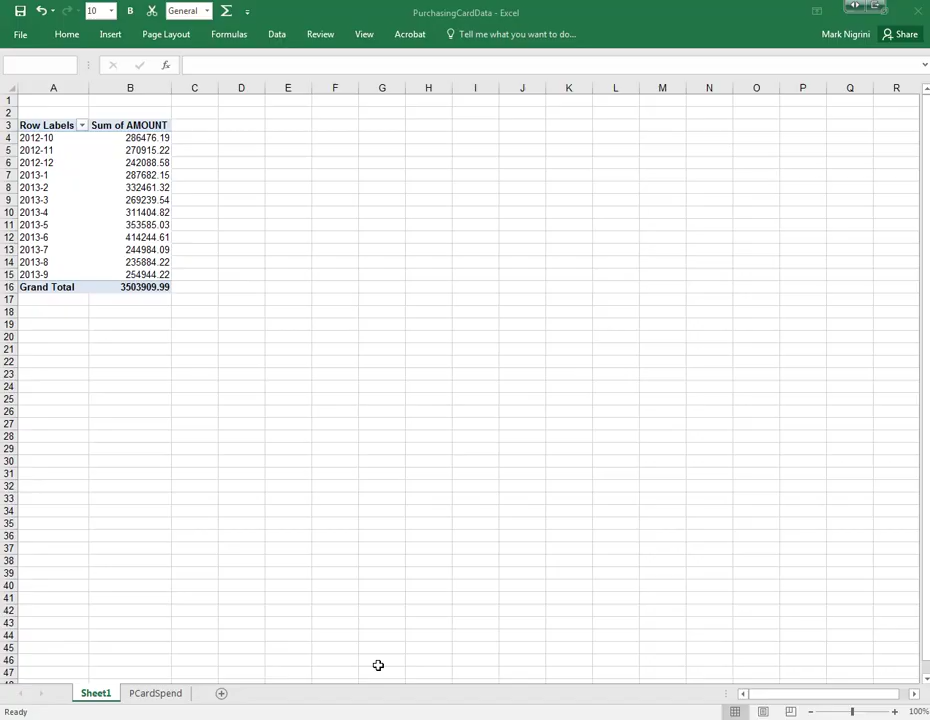 10 B General Σ PurchasingCardData - Excel
File Home Insert Page Layout Formulas Data Review View Acrobat Tell me what you want to do... Mark Nigrini Share
fx
A B C D E F G H I J K L M N O P Q R
1
2
3 Row Labels Sum of AMOUNT
4 2012-10 286476.19
5 2012-11 270915.22
6 2012-12 242088.58
7 2013-1 287682.15
8 2013-2 332461.32
9 2013-3 269239.54
10 2013-4 311404.82
11 2013-5 353585.03
12 2013-6 414244.61
13 2013-7 244984.09
14 2013-8 235884.22
15 2013-9 254944.22
16 Grand Total 3503909.99
17
18
19
20
21
22
23
24
25
26
27
28
29
30
31
32
33
34
35
36
37
38
39
40
41
42
43
44
45
46
47
Sheet1 PCardSpend
Ready 100%